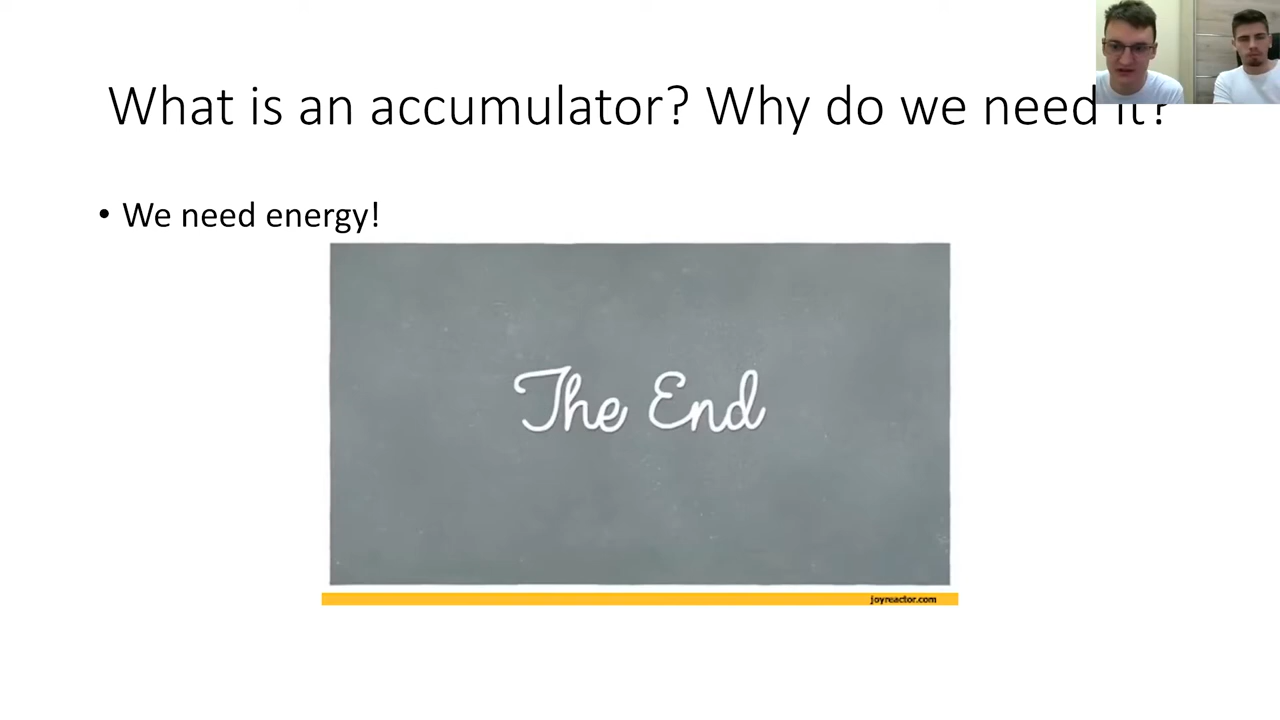 What is an accumulator? Why do we need it?
• We need energy!
The End
joyreactor.com